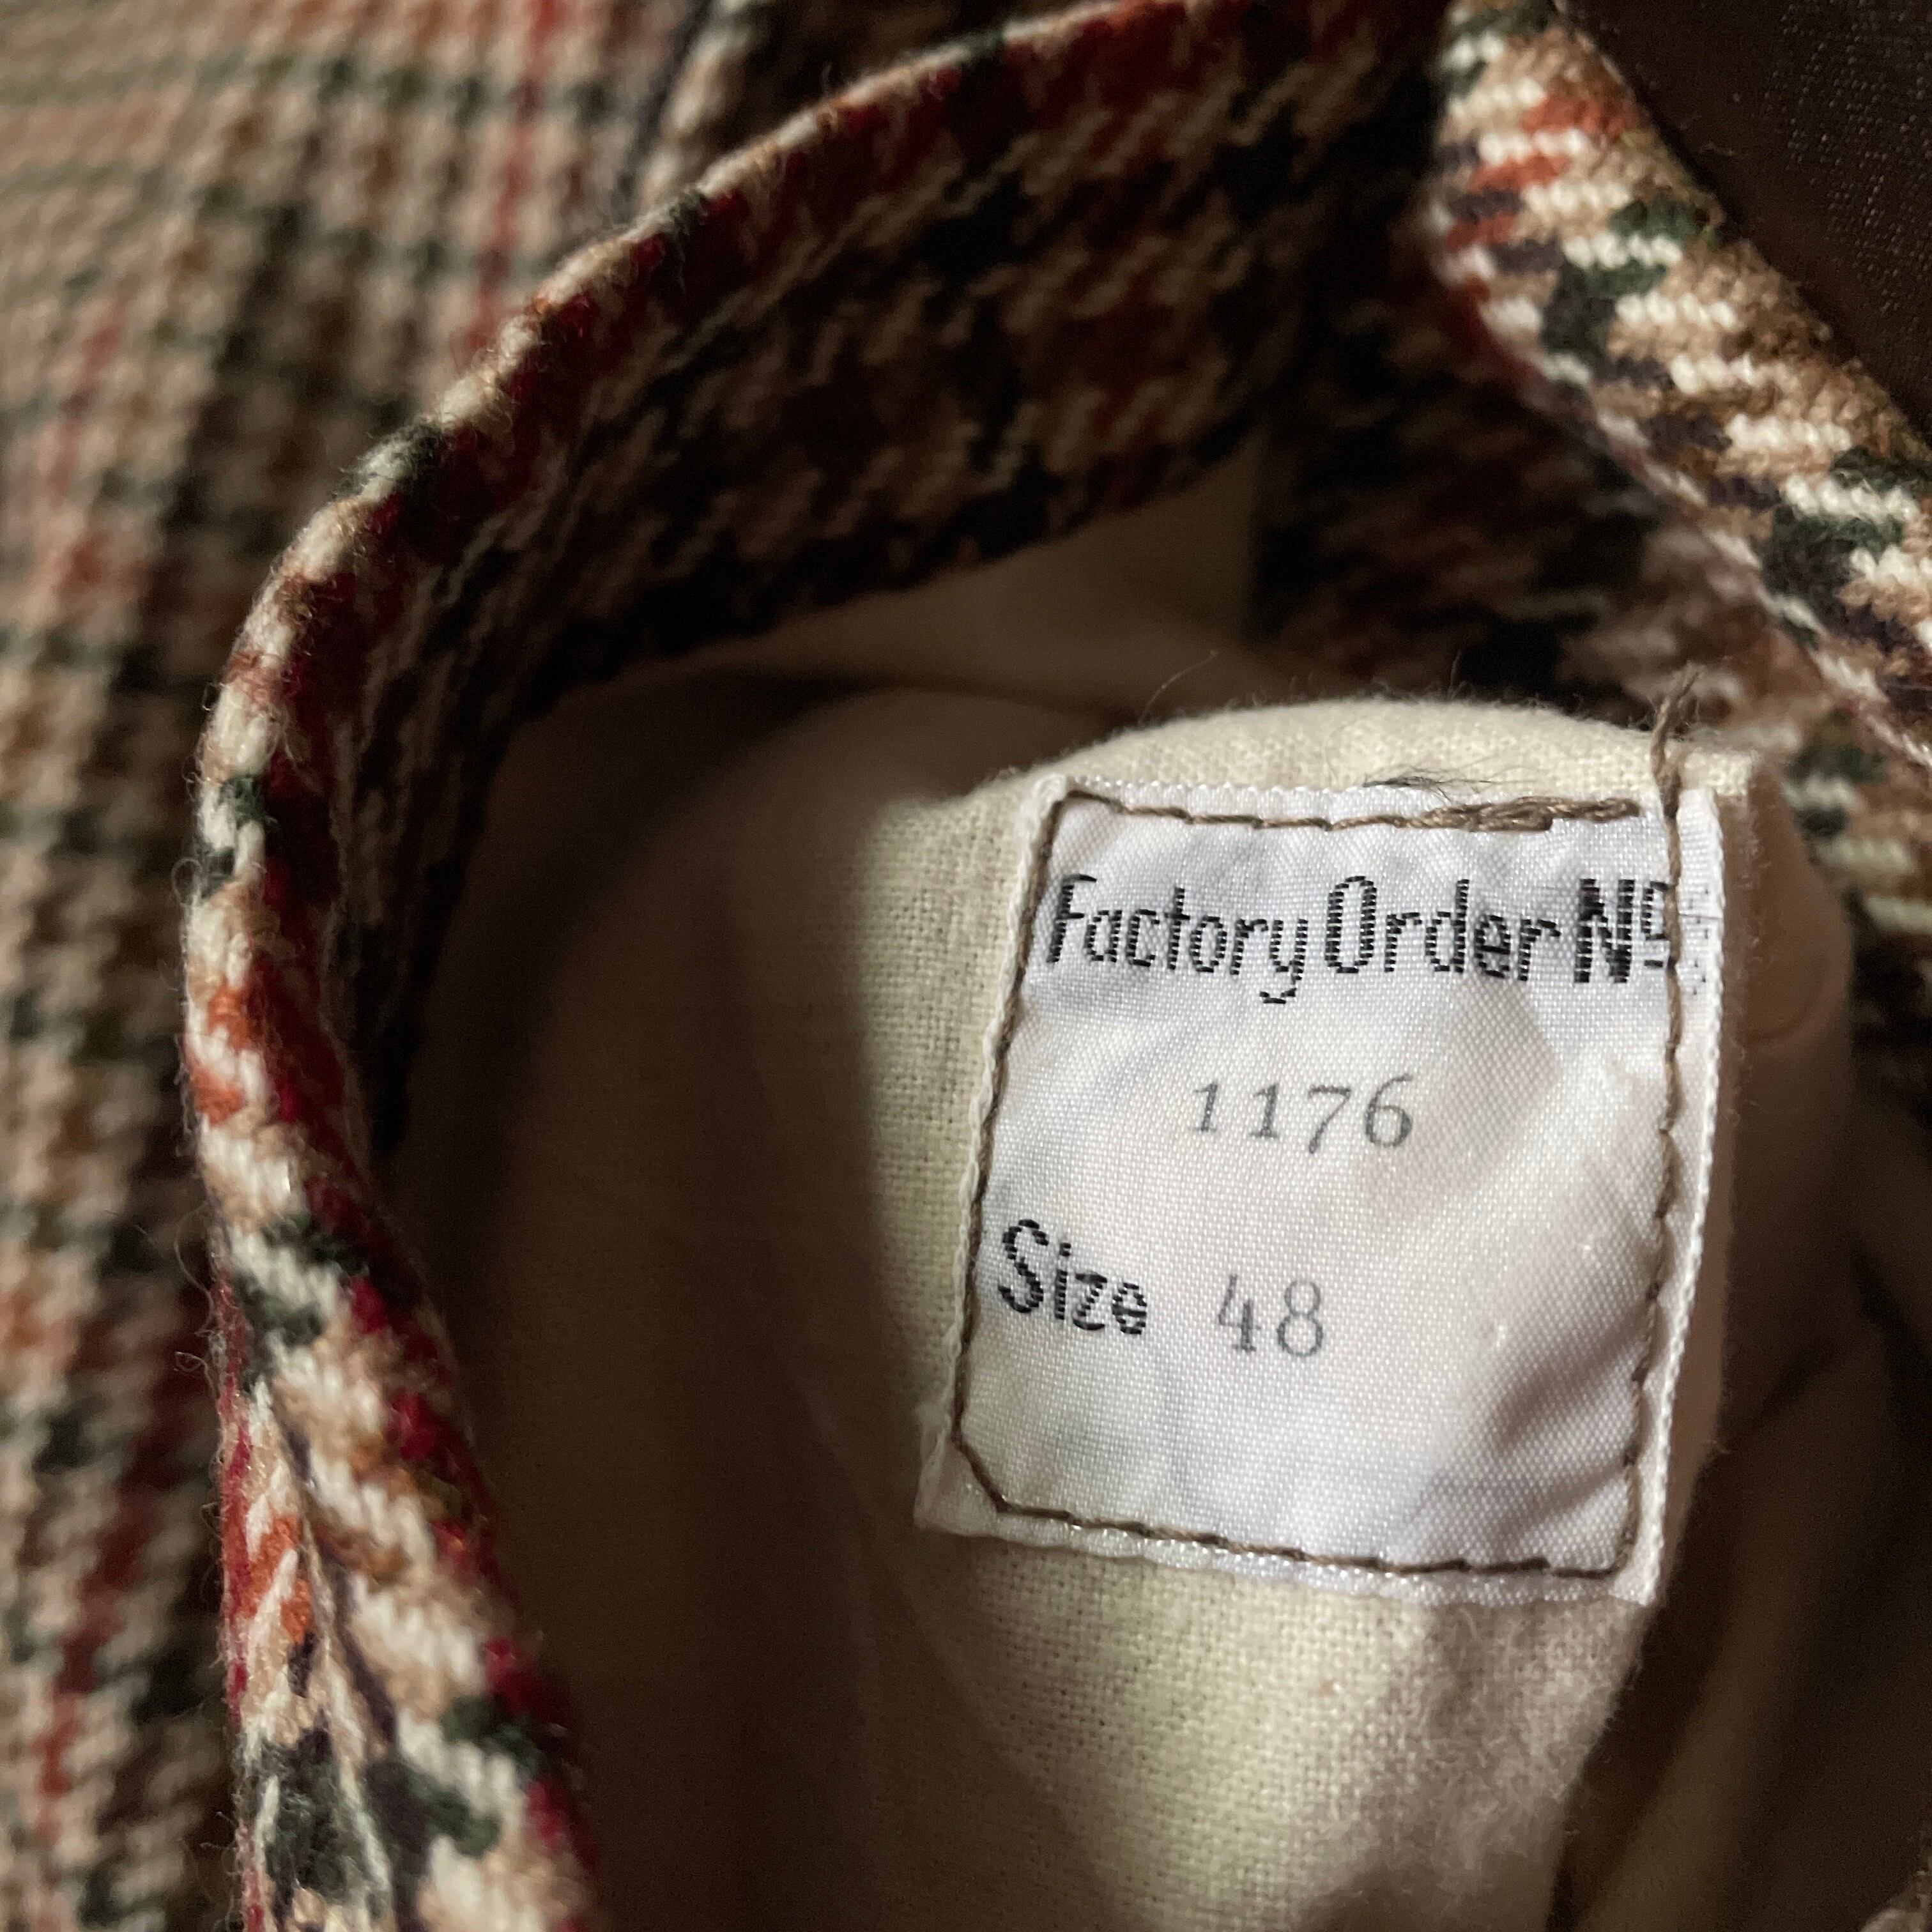 Factory Order Nº
1176
Size 48